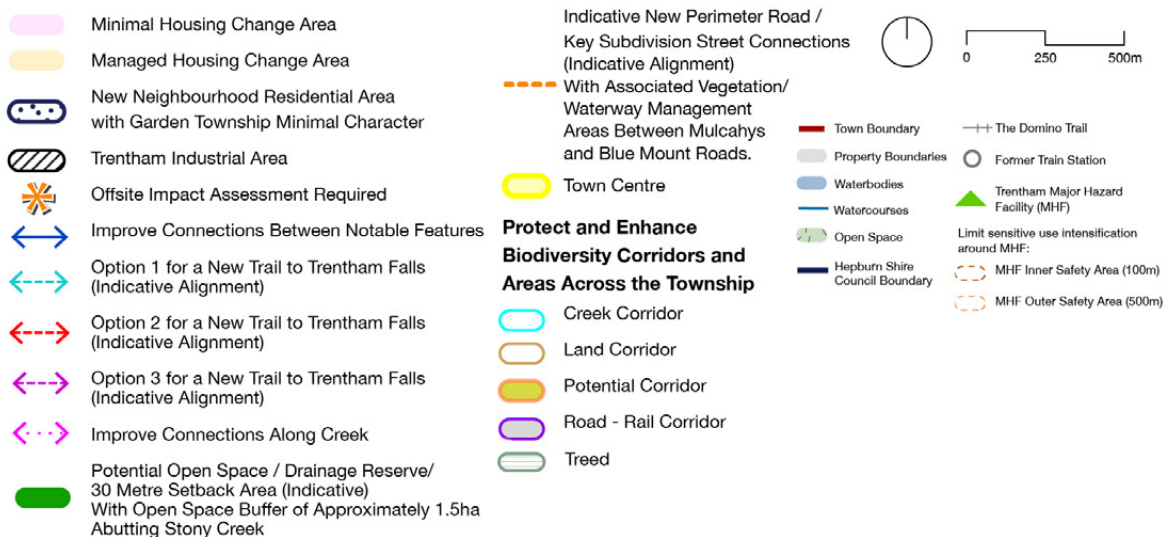 Minimal Housing Change Area
Managed Housing Change Area
New Neighbourhood Residential Area
with Garden Township Minimal Character
Trentham Industrial Area
Offsite Impact Assessment Required
Improve Connections Between Notable Features
Option 1 for a New Trail to Trentham Falls
(Indicative Alignment)
Option 2 for a New Trail to Trentham Falls
(Indicative Alignment)
Option 3 for a New Trail to Trentham Falls
(Indicative Alignment)
Improve Connections Along Creek
Potential Open Space / Drainage Reserve/
30 Metre Setback Area (Indicative)
With Open Space Buffer of Approximately 1.5ha
Abutting Stony Creek
Indicative New Perimeter Road /
Key Subdivision Street Connections
(Indicative Alignment)
With Associated Vegetation/
Waterway Management
Areas Between Mulcahys
and Blue Mount Roads.
Town Centre
Protect and Enhance
Biodiversity Corridors and
Areas Across the Township
Creek Corridor
Land Corridor
Potential Corridor
Road - Rail Corridor
Treed
0 250 500m
Town Boundary
Property Boundaries
Waterbodies
Watercourses
Open Space
Hepburn Shire
Council Boundary
The Domino Trail
Former Train Station
Trentham Major Hazard
Facility (MHF)
Limit sensitive use intensification
around MHF:
MHF Inner Safety Area (100m)
MHF Outer Safety Area (500m)